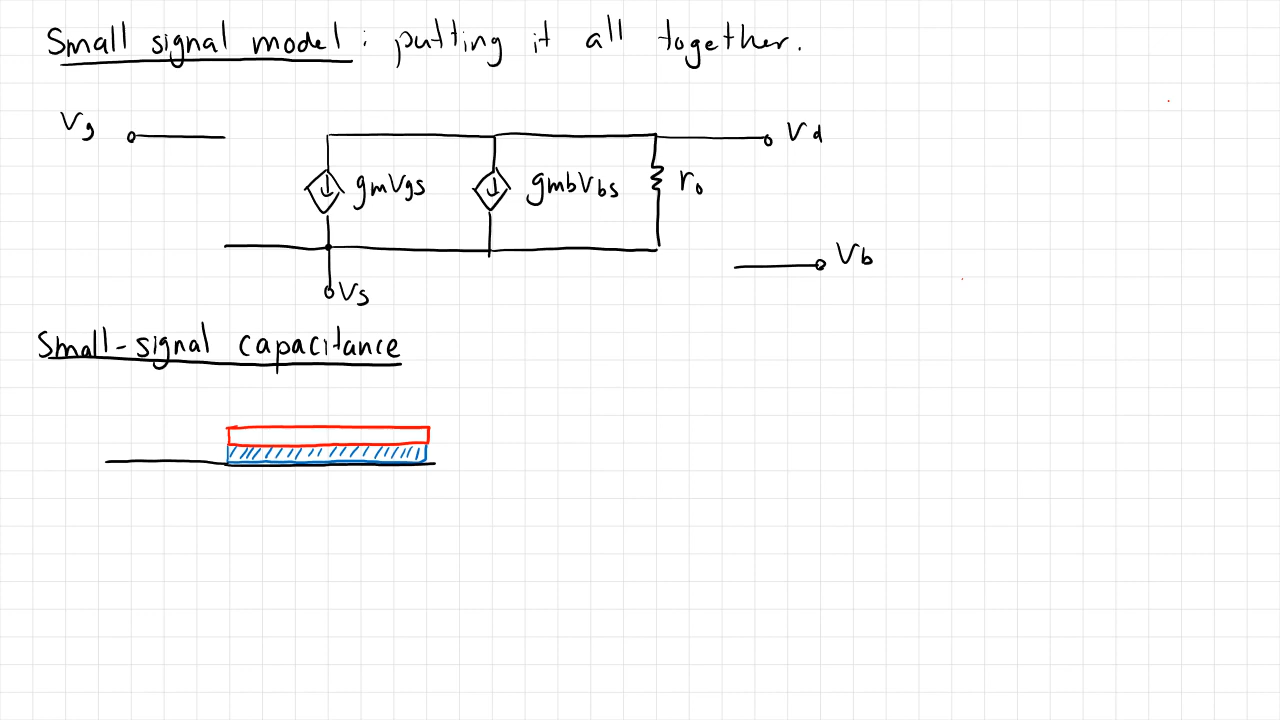 Small signal model: putting it all together.
Vg
Vd
gmVgs
gmbVbs
ro
Vb
Vs
Small-signal capacitance